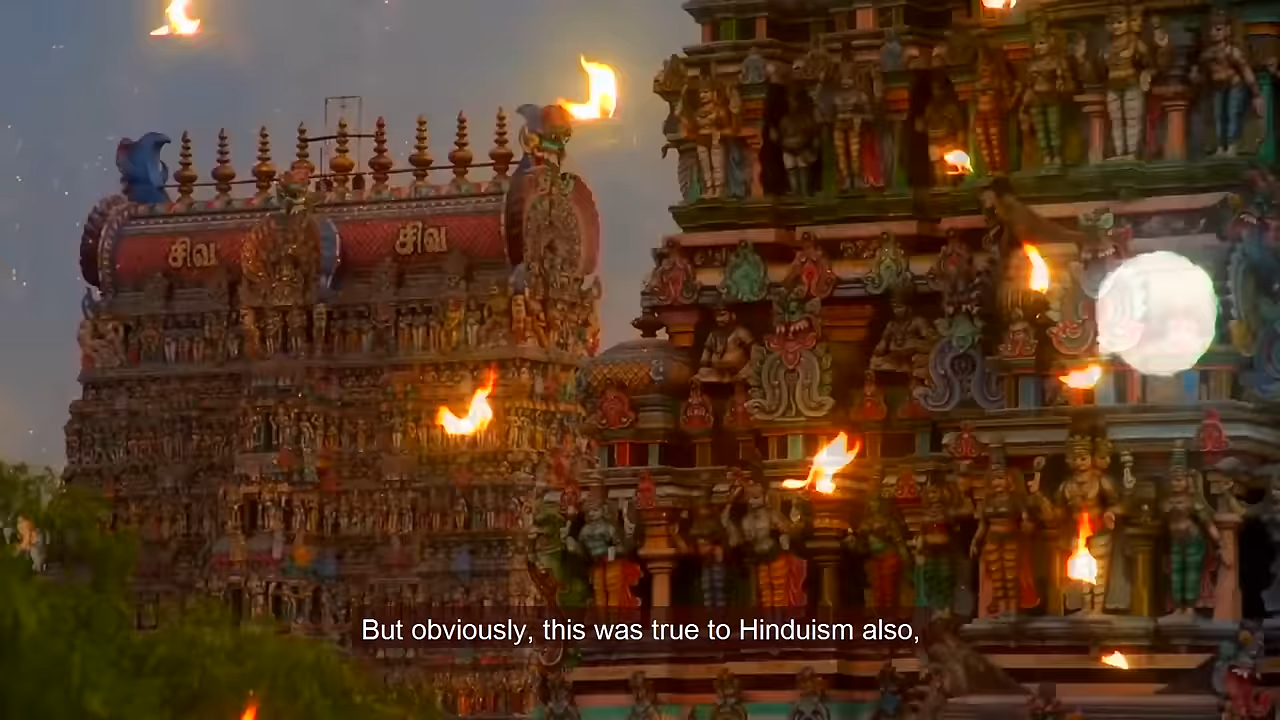 சிவ சிவ
But obviously, this was true to Hinduism also,